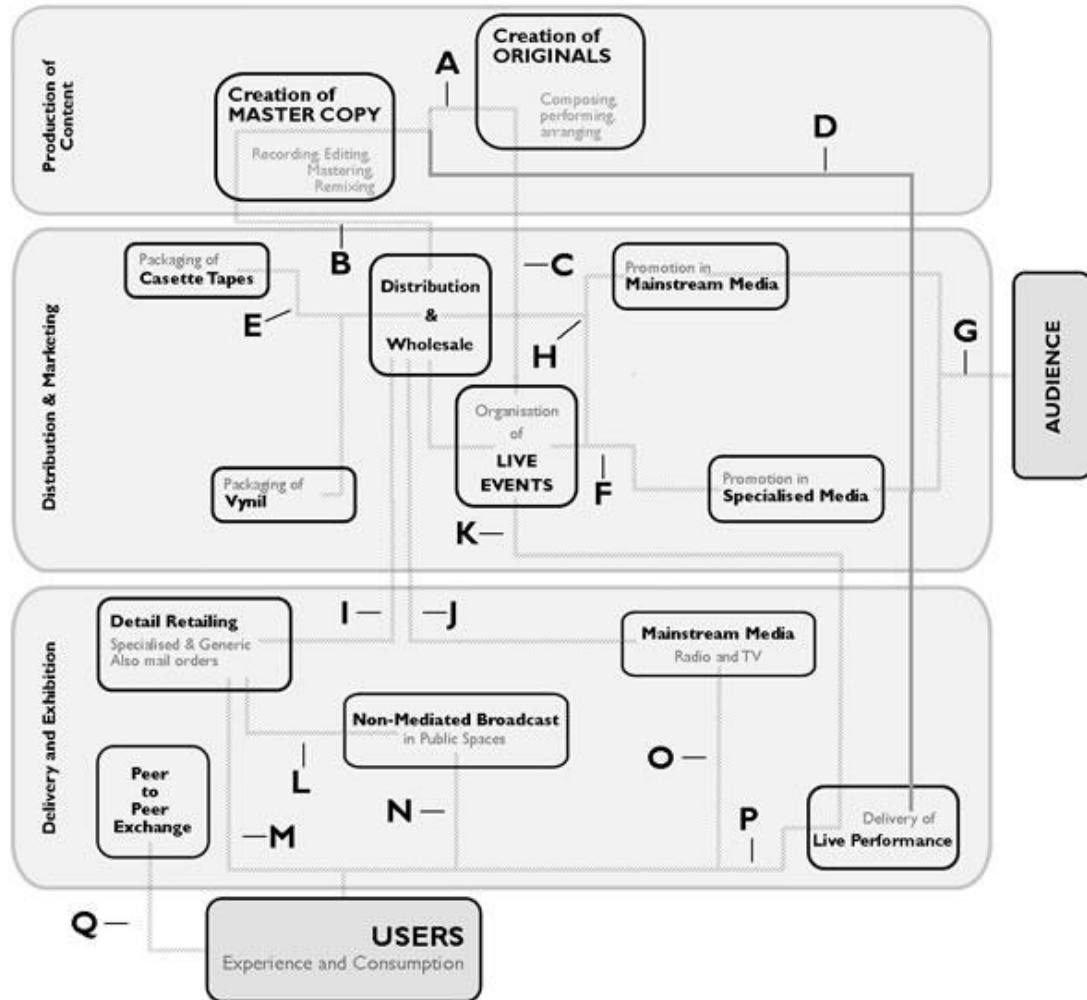 Production of
Content
Creation of
ORIGINALS
Composing,
performing,
arranging
A
Creation of
MASTER COPY
Recording, Editing,
Mastering,
Remixing
D
Distribution & Marketing
Packaging of
Casette Tapes
B
Distribution
&
Wholesale
C
Promotion in
Mainstream Media
E
H
G
AUDIENCE
Organisation
of
LIVE
EVENTS
Packaging of
Vynil
F
Promotion in
Specialised Media
K
Delivery and Exhibition
Detail Retailing
Specialised & Generic
Also mail orders
I
J
Mainstream Media
Radio and TV
Non-Mediated Broadcast
in Public Spaces
Peer
to
Peer
Exchange
L
O
M
N
P
Delivery of
Live Performance
Q
USERS
Experience and Consumption